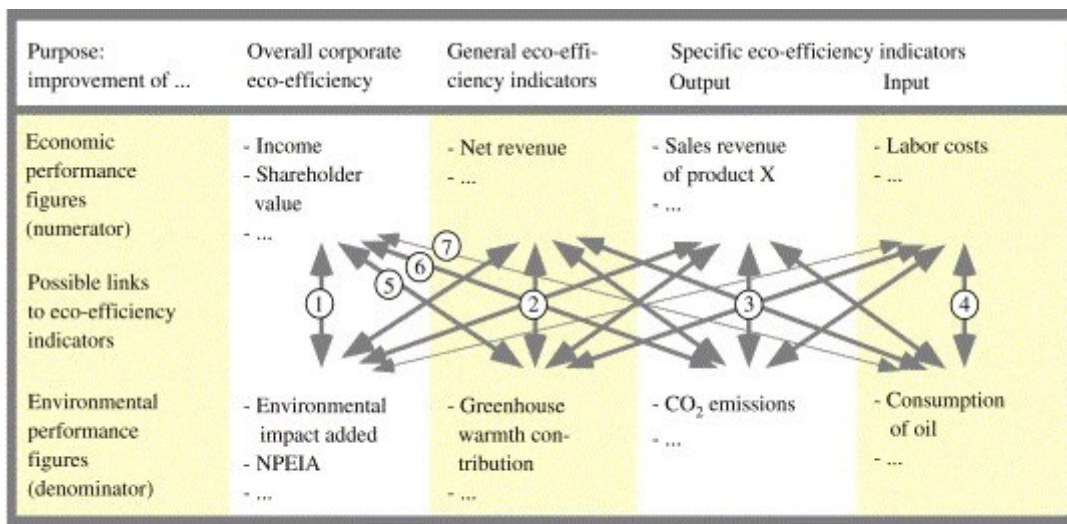 Purpose:
improvement of ...
Overall corporate
eco-efficiency
General eco-effi-
ciency indicators
Specific eco-efficiency indicators
Output
Input
Economic
performance
figures
(numerator)
- Income
- Shareholder
value
- ...
- Net revenue
- ...
- Sales revenue
of product X
- ...
- Labor costs
- ...
Possible links
to eco-efficiency
indicators
1
5
6
7
2
3
4
Environmental
performance
figures
(denominator)
- Environmental
impact added
- NPEIA
- ...
- Greenhouse
warmth con-
tribution
- ...
- CO₂ emissions
- ...
- Consumption
of oil
- ...